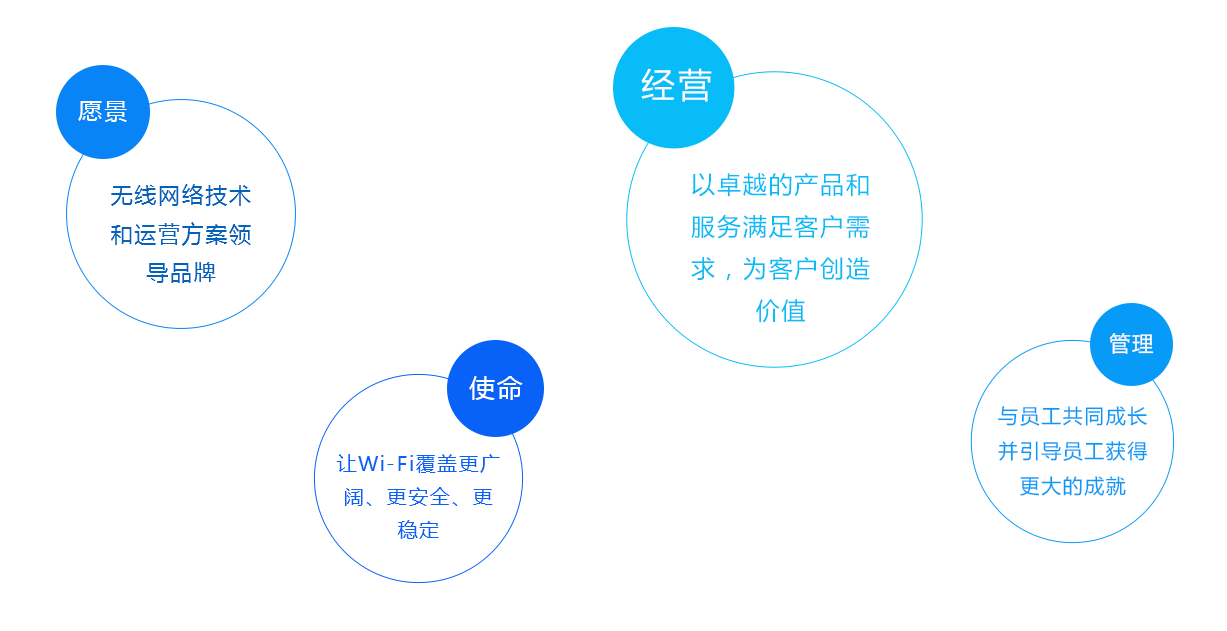 愿景
无线网络技术
和运营方案领
导品牌
使命
让Wi-Fi覆盖更广
阔、更安全、更
稳定
经营
以卓越的产品和
服务满足客户需
求，为客户创造
价值
管理
与员工共同成长
并引导员工获得
更大的成就